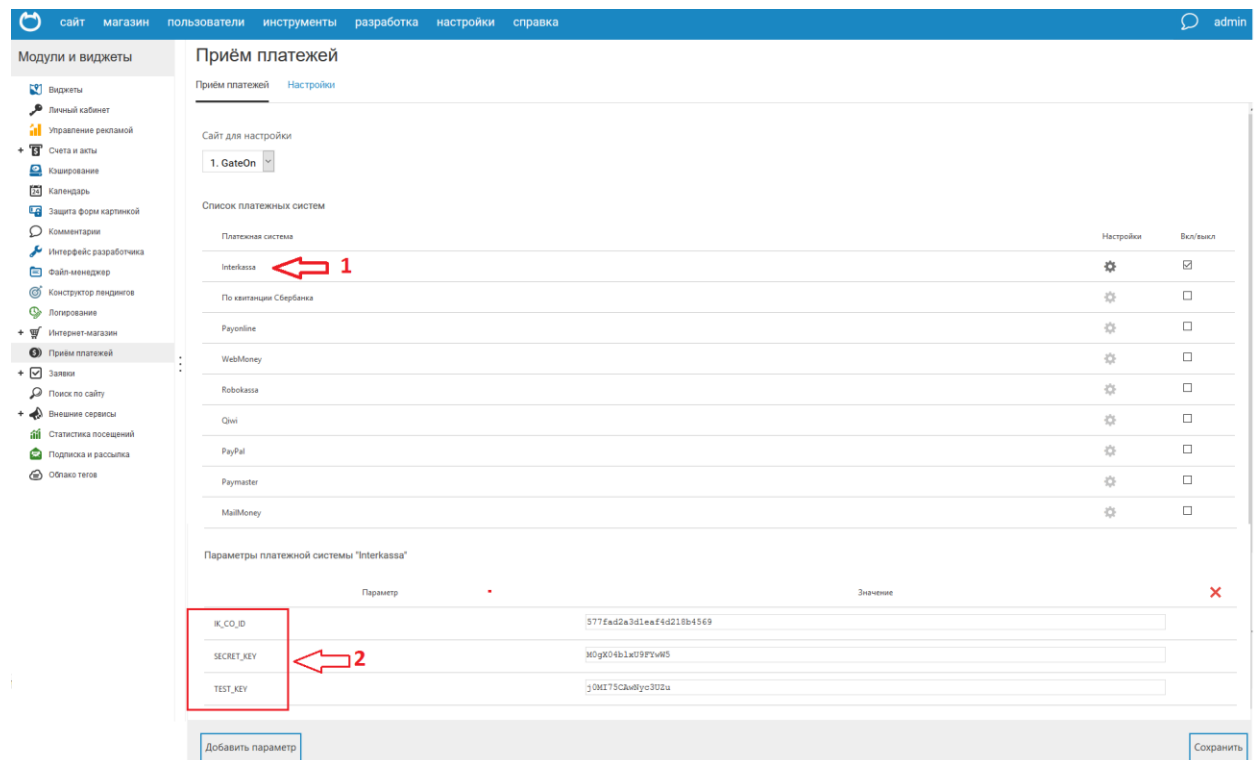 сайт магазин пользователи инструменты разработка настройки справка admin
Модули и виджеты
Виджеты
Личный кабинет
Управление рекламой
+ Счета и акты
Кэширование
24 Календарь
Защита форм картинкой
Комментарии
Интерфейс разработчика
Файл-менеджер
Конструктор лендингов
Логирование
+ Интернет-магазин
Приём платежей
+ Заявки
Поиск по сайту
+ Внешние сервисы
Статистика посещений
Подписка и рассылка
Облако тегов
Приём платежей
Приём платежей Настройки
Сайт для настройки
1. GateOn
Список платежных систем
Платежная система Настройки Вкл/выкл
Interkassa 1
По квитанции Сбербанка
Payonline
WebMoney
Robokassa
Qiwi
PayPal
Paymaster
MailMoney
Параметры платежной системы "Interkassa"
Параметр Значение
IK_CO_ID 577fad2a3d1eaf4d218b4569
SECRET_KEY M0gX04blxU9FYwW5
2
TEST_KEY j0MI75CAwNyc3UZu
Добавить параметр Сохранить